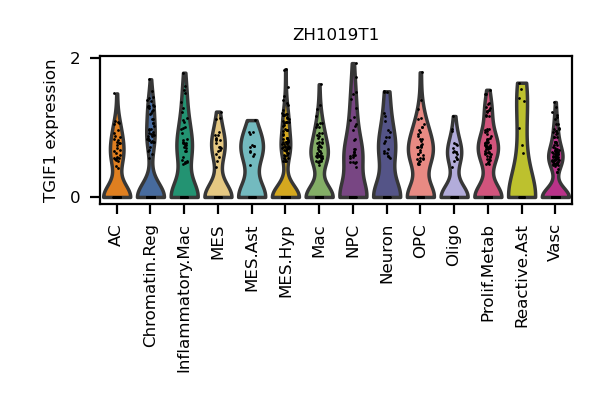 ZH1019T1
TGIF1 expression
2
0
AC
Chromatin.Reg
Inflammatory.Mac
MES
MES.Ast
MES.Hyp
Mac
NPC
Neuron
OPC
Oligo
Prolif.Metab
Reactive.Ast
Vasc